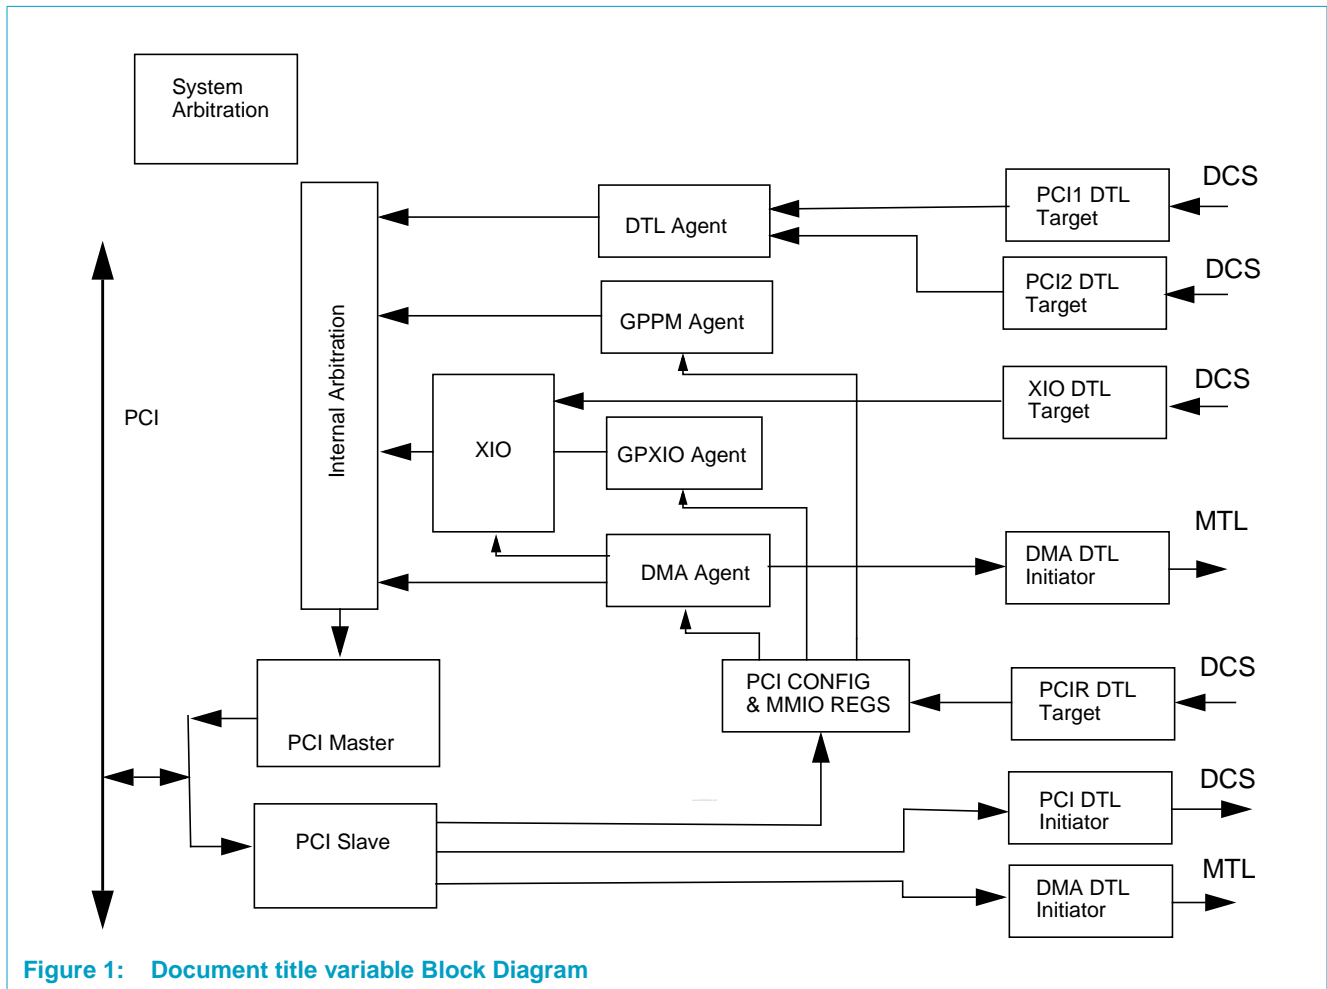 System
Arbitration
DCS
PCI1 DTL
Target
DTL Agent
DCS
PCI2 DTL
Target
GPPM Agent
Internal Arbitration
DCS
XIO DTL
Target
PCI
XIO
GPXIO Agent
MTL
DMA DTL
Initiator
DMA Agent
DCS
PCI CONFIG
& MMIO REGS
PCIR DTL
Target
PCI Master
DCS
PCI DTL
Initiator
PCI Slave
MTL
DMA DTL
Initiator
Figure 1: Document title variable Block Diagram